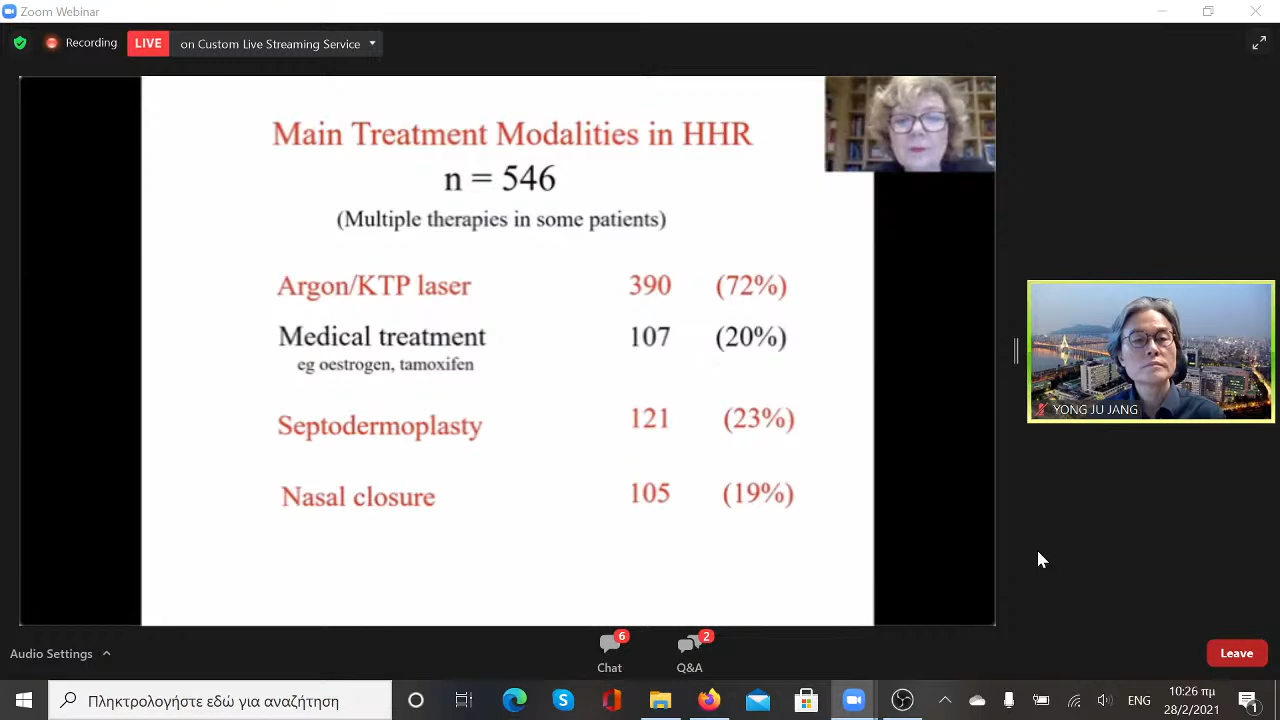 Zoom Webinar
Recording
LIVE
on Custom Live Streaming Service
Main Treatment Modalities in HHR
n = 546
(Multiple therapies in some patients)
Argon/KTP laser 390 (72%)
Medical treatment 107 (20%)
eg oestrogen, tamoxifen
Septodermoplasty 121 (23%)
Nasal closure 105 (19%)
YONG JU JANG
Audio Settings
6
Chat
2
Q&A
Leave
Πληκτρολογήστε εδώ για αναζήτηση
ENG
10:26 πμ
28/2/2021
1